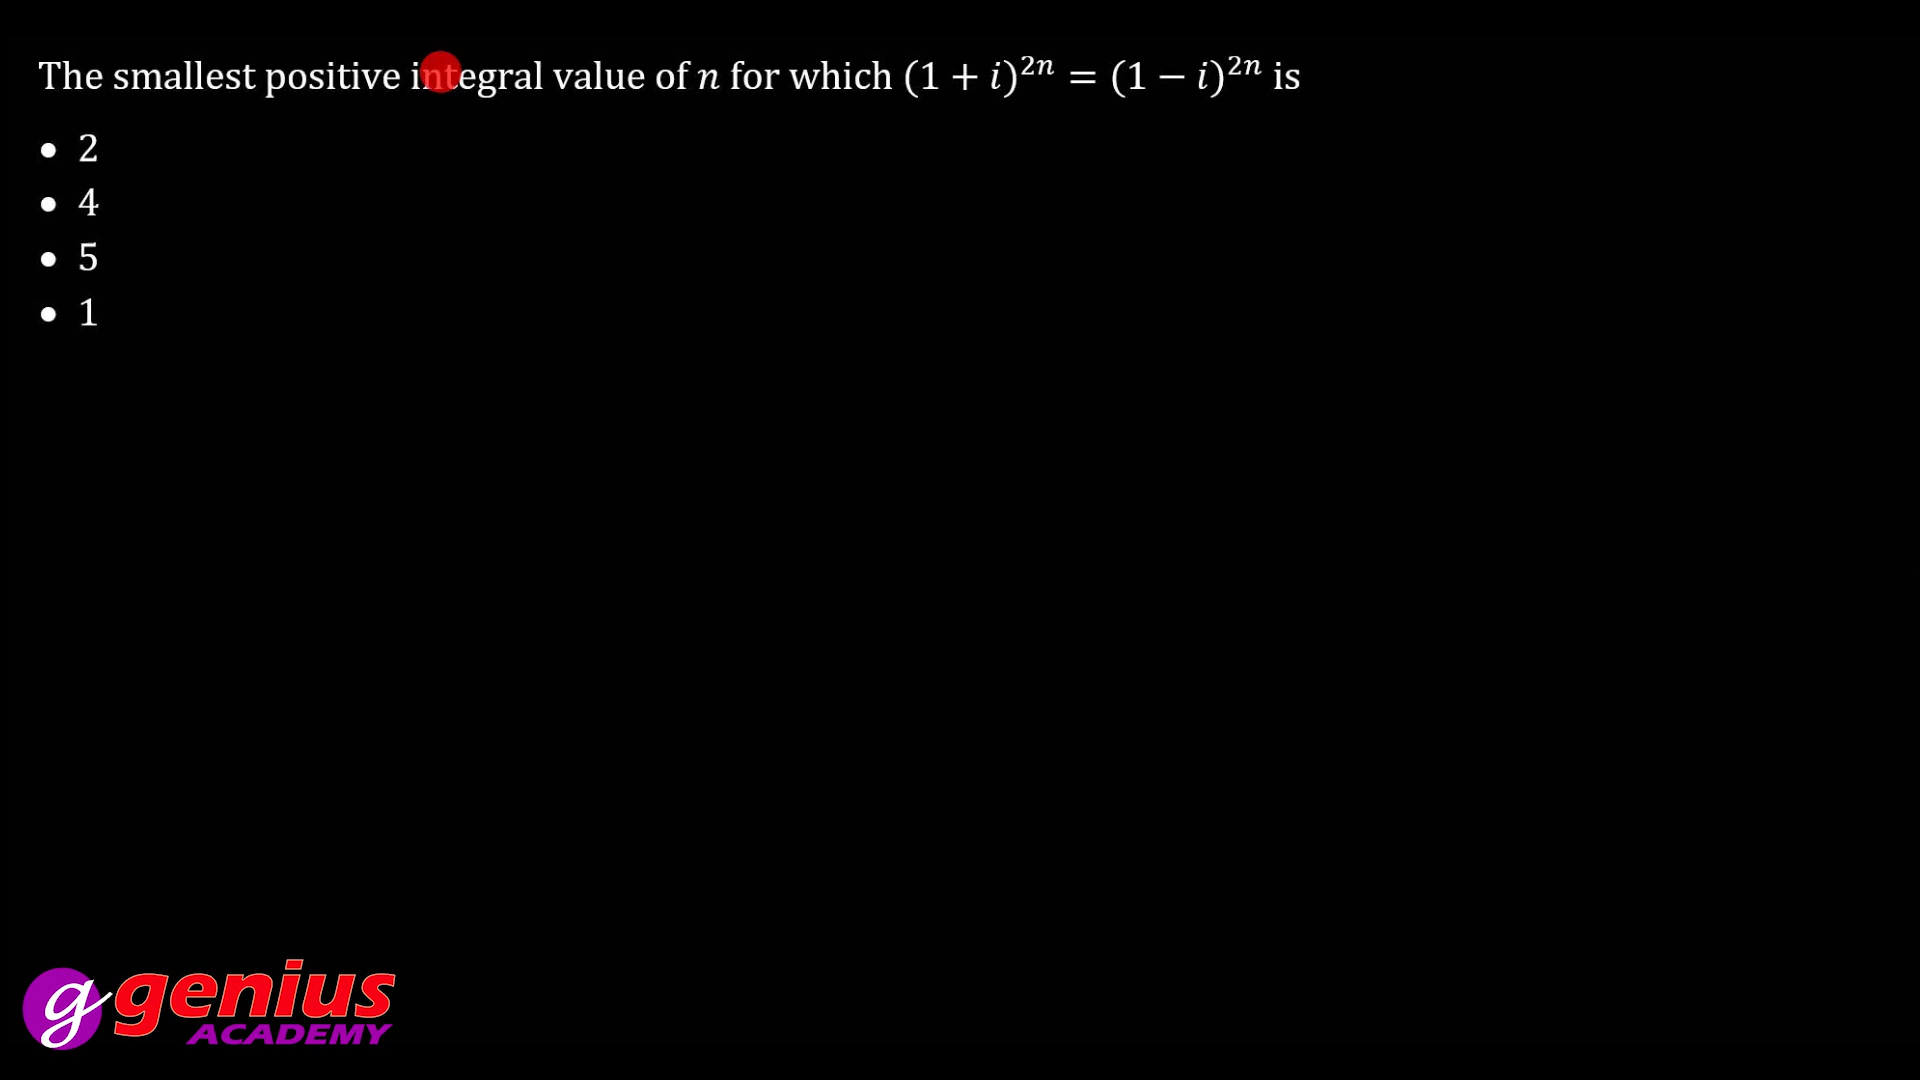 The smallest positive integral value of n for which (1 + i)²ⁿ = (1 − i)²ⁿ is
• 2
• 4
• 5
• 1
g genius
ACADEMY